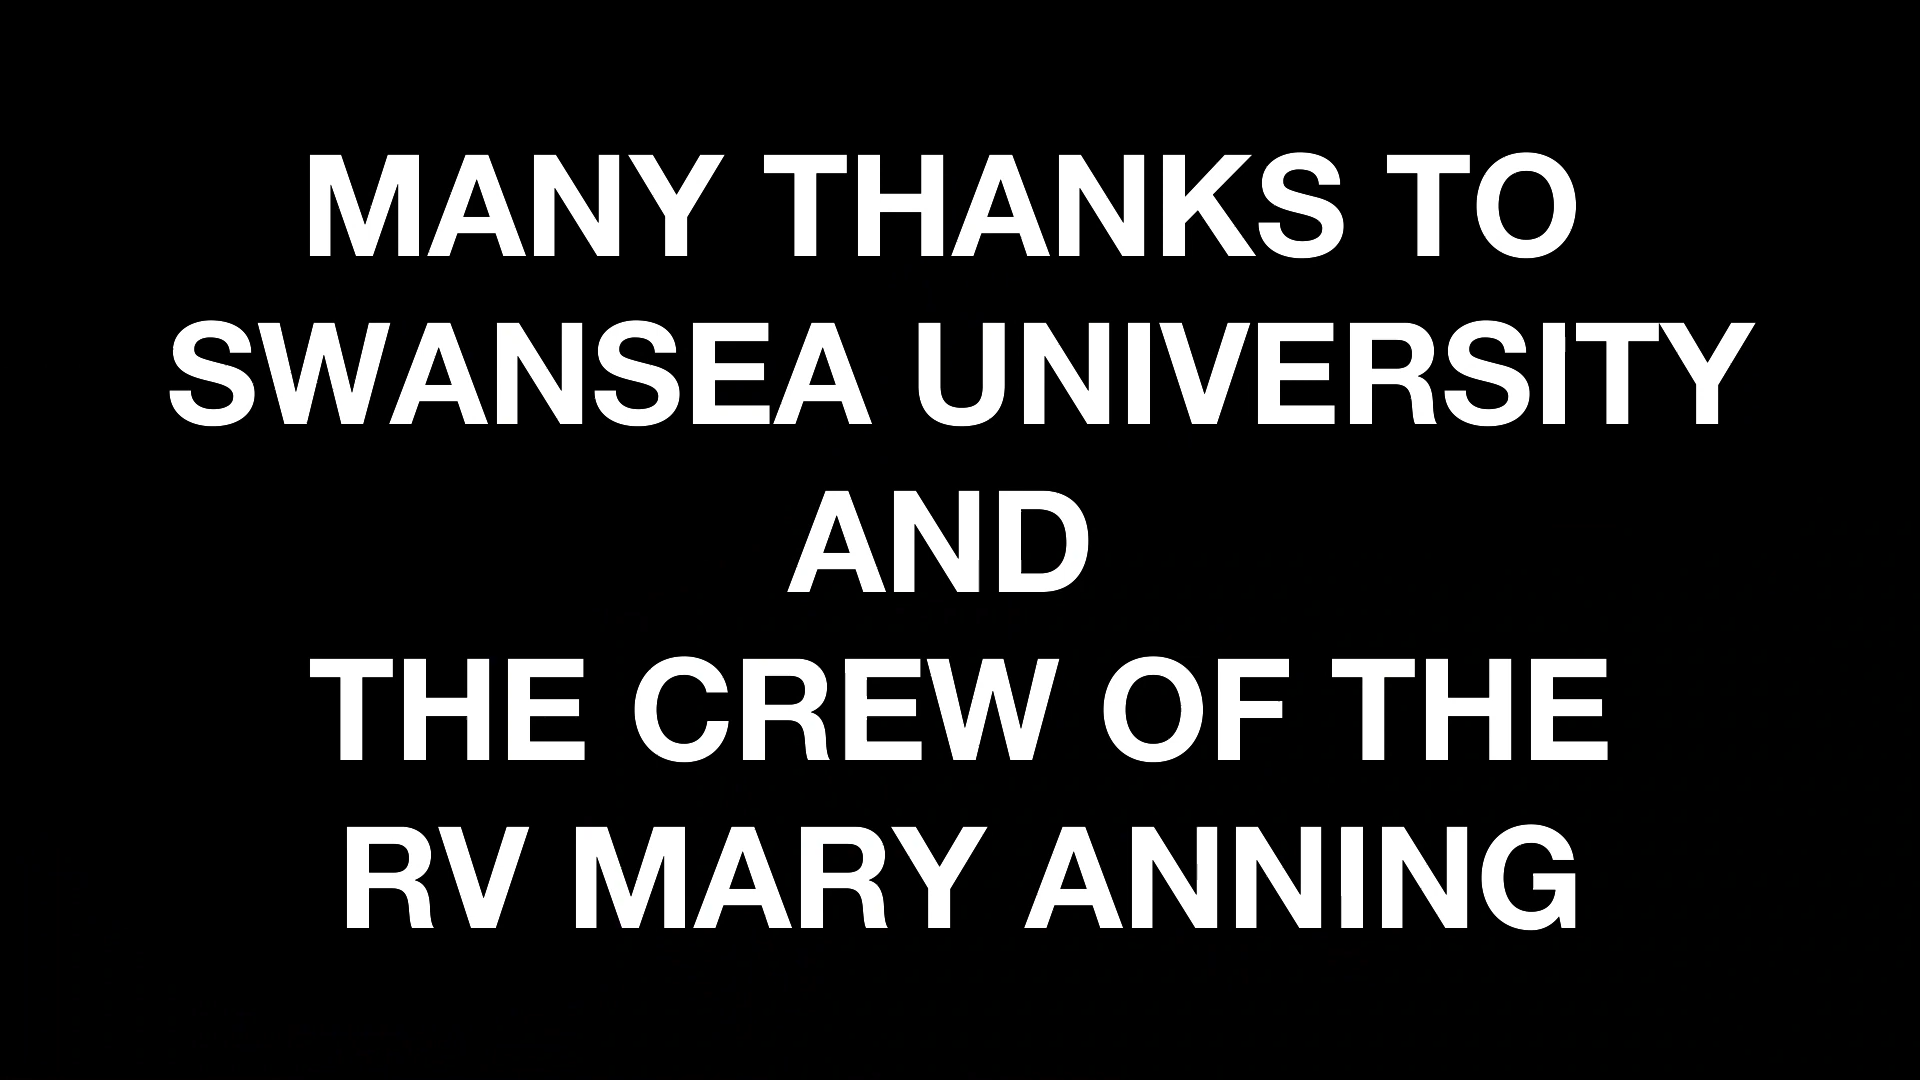 MANY THANKS TO
SWANSEA UNIVERSITY
AND
THE CREW OF THE
RV MARY ANNING